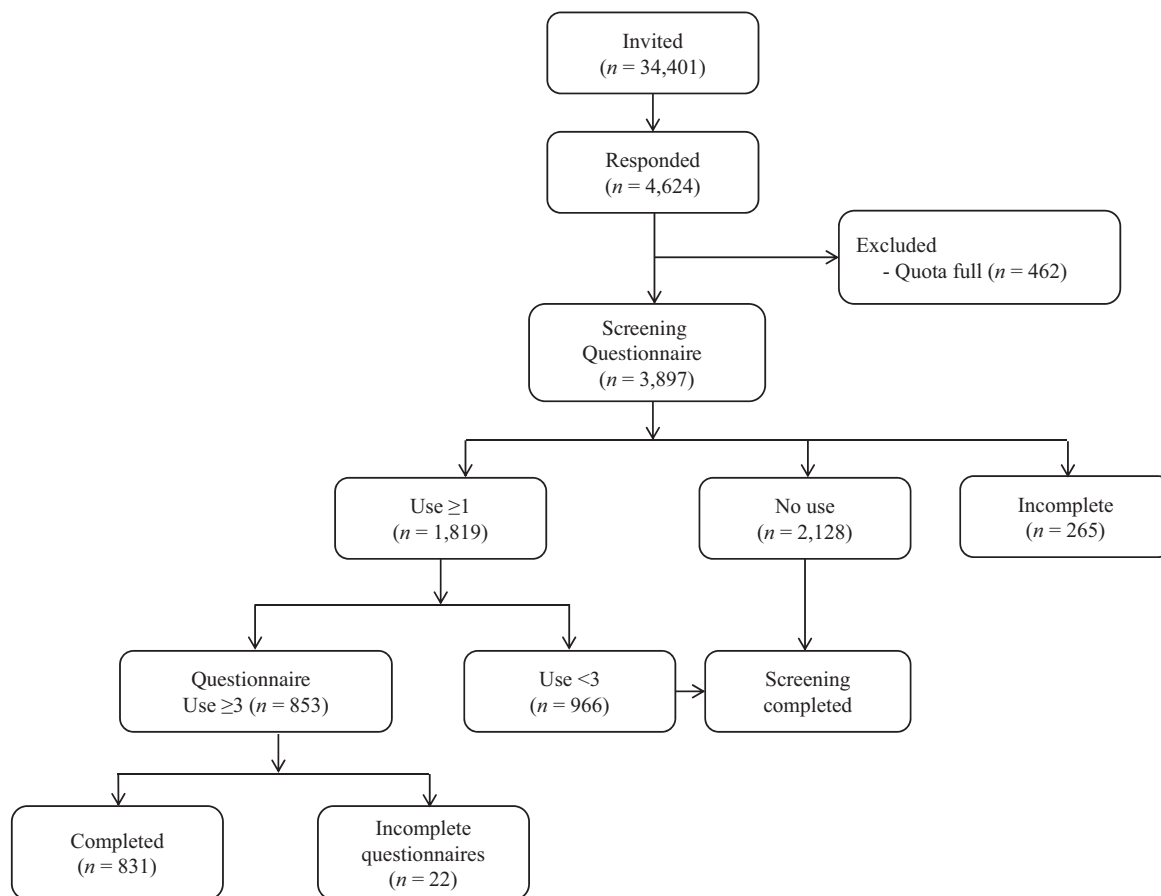 Invited
(n = 34,401)
Responded
(n = 4,624)
Excluded
- Quota full (n = 462)
Screening
Questionnaire
(n = 3,897)
Use ≥1
(n = 1,819)
No use
(n = 2,128)
Incomplete
(n = 265)
Questionnaire
Use ≥3 (n = 853)
Use <3
(n = 966)
Screening
completed
Completed
(n = 831)
Incomplete
questionnaires
(n = 22)